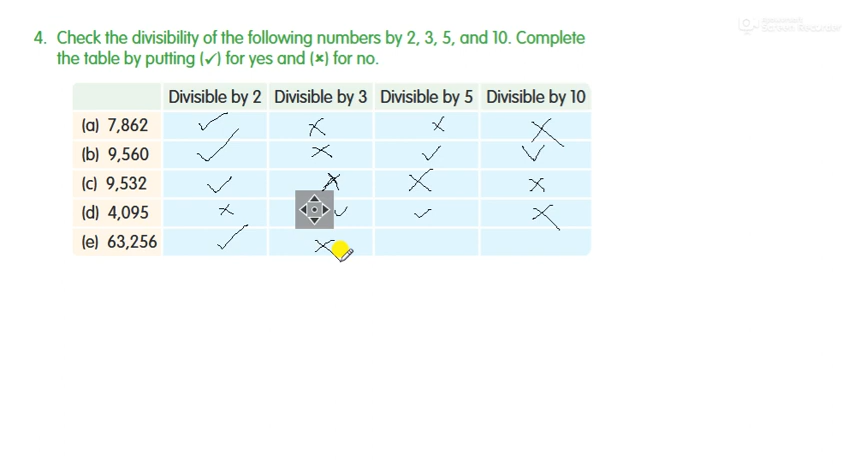 4. Check the divisibility of the following numbers by 2, 3, 5, and 10. Complete
the table by putting (✓) for yes and (×) for no.
Divisible by 2 Divisible by 3 Divisible by 5 Divisible by 10
(a) 7,862 ✓ × × ×
(b) 9,560 ✓ × ✓ ✓
(c) 9,532 ✓ × × ×
(d) 4,095 × ✓ ✓ ×
(e) 63,256 ✓ ×
Screen Recorder